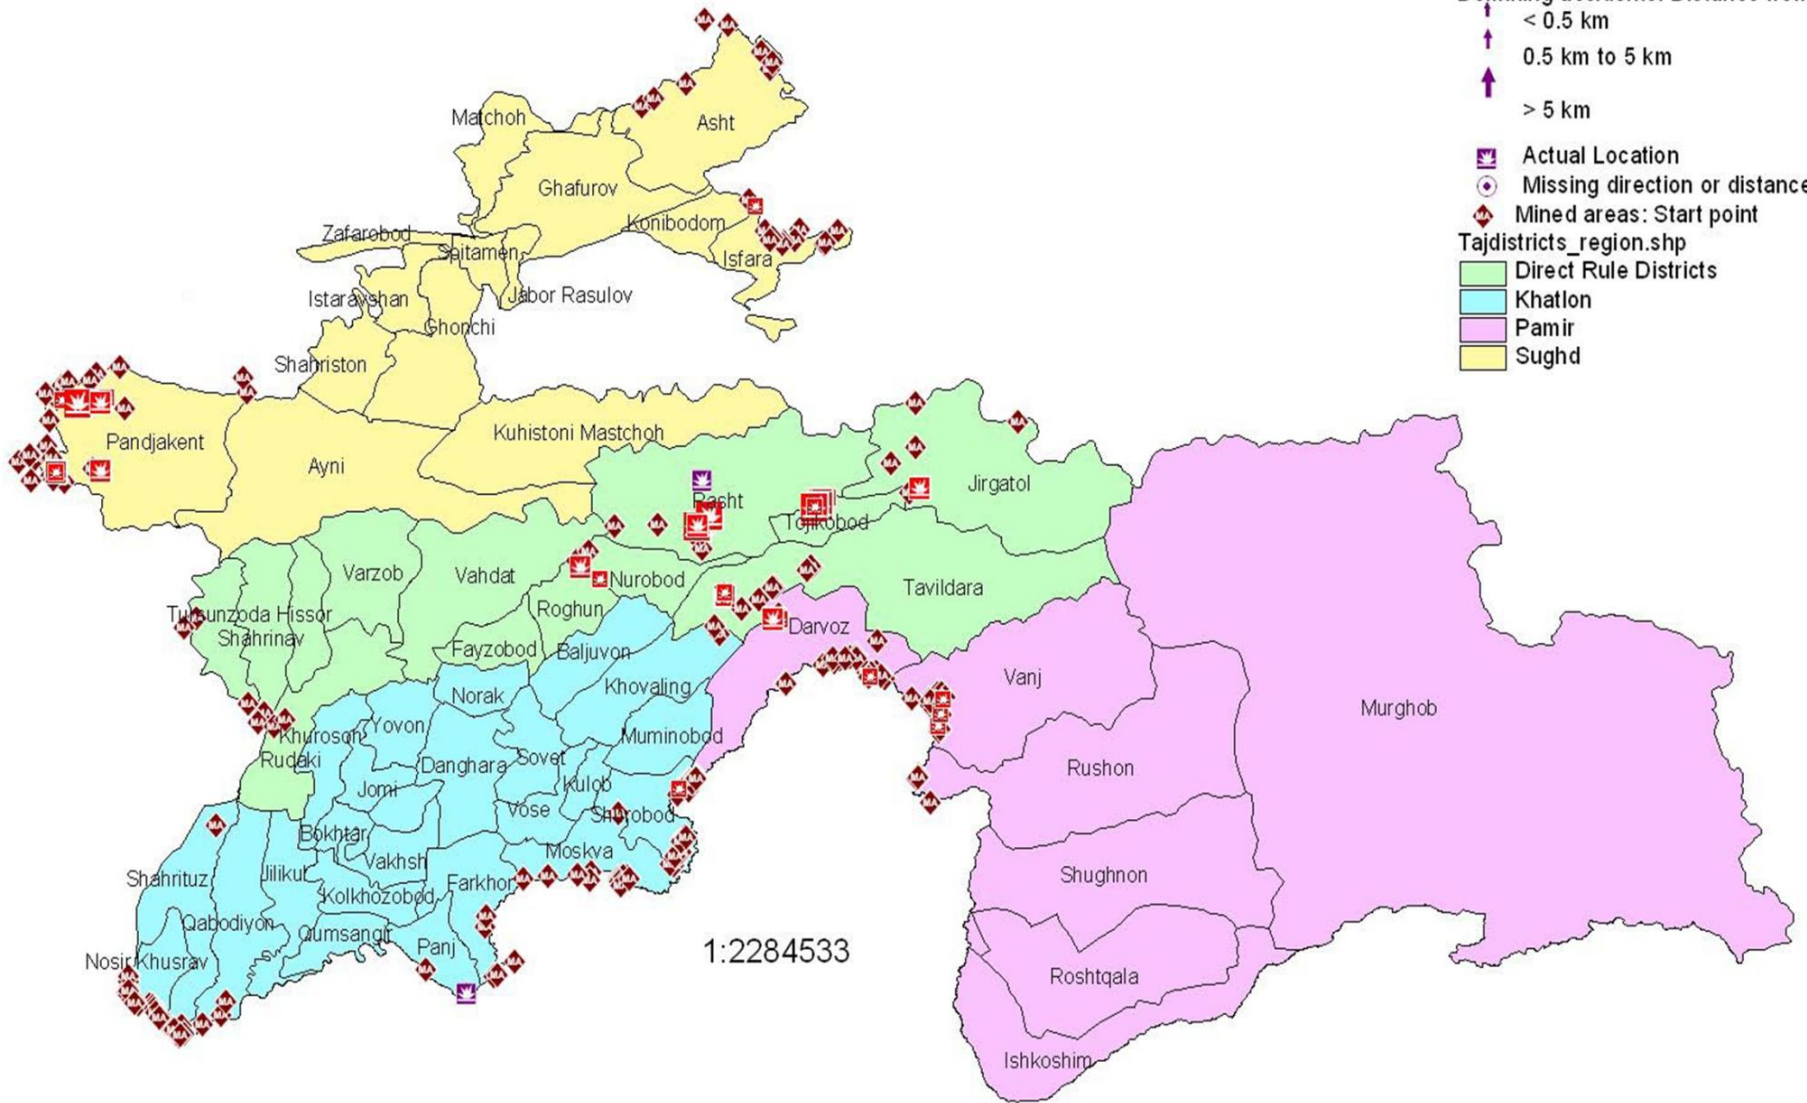 < 0.5 km
0.5 km to 5 km
> 5 km
Actual Location
Missing direction or distance
MA Mined areas: Start point
Tajdistricts_region.shp
Direct Rule Districts
Khatlon
Pamir
Sughd
Matchoh
Asht
Ghafurov
Konibodom
Zafarobod
Spitamen
Isfara
Istaravshan
Jabor Rasulov
Ghonchi
Shahriston
Pandjakent
Kuhistoni Mastchoh
Ayni
Rasht
Jirgatol
Tojikobod
Varzob
Vahdat
Nurobod
Tavildara
Roghun
Tursunzoda Hissor
Shahrinav
Darvoz
Fayzobod
Baljuvon
Vanj
Norak
Khovaling
Murghob
Yovon
Khuroson
Muminobod
Rudaki
Danghara
Sovet
Rushon
Jomi
Kulob
Vose
Shurobod
Bokhtar
Moskva
Vakhsh
Shahrituz
Jilikul
Farkhor
Shughnon
Kolkhozobod
Qabodiyon
Qumsangir
Panj
1:2284533
Nosir Khusrav
Roshtqala
Ishkoshim